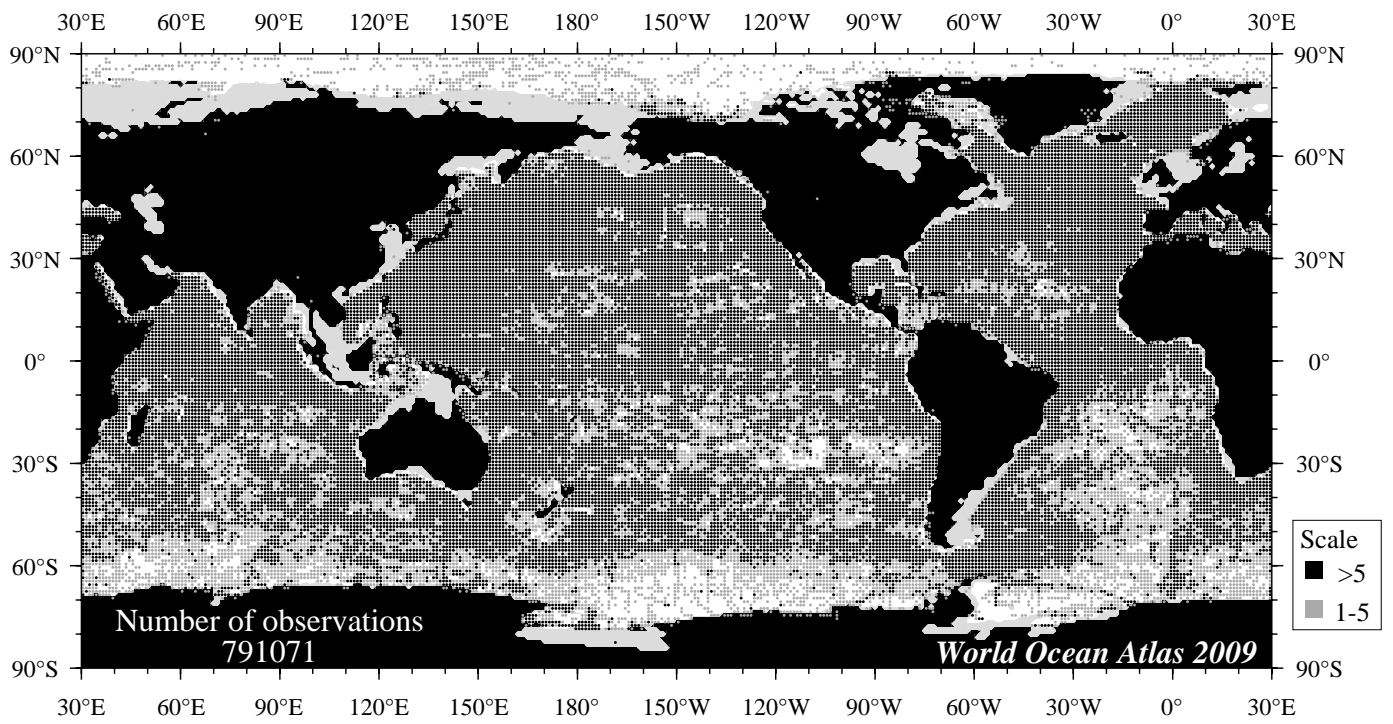 30°E 60°E 90°E 120°E 150°E 180° 150°W 120°W 90°W 60°W 30°W 0° 30°E
90°N 90°N
60°N 60°N
30°N 30°N
0° 0°
30°S 30°S
Scale
>5
1-5
60°S 60°S
Number of observations
791071
World Ocean Atlas 2009
90°S 90°S
30°E 60°E 90°E 120°E 150°E 180° 150°W 120°W 90°W 60°W 30°W 0° 30°E